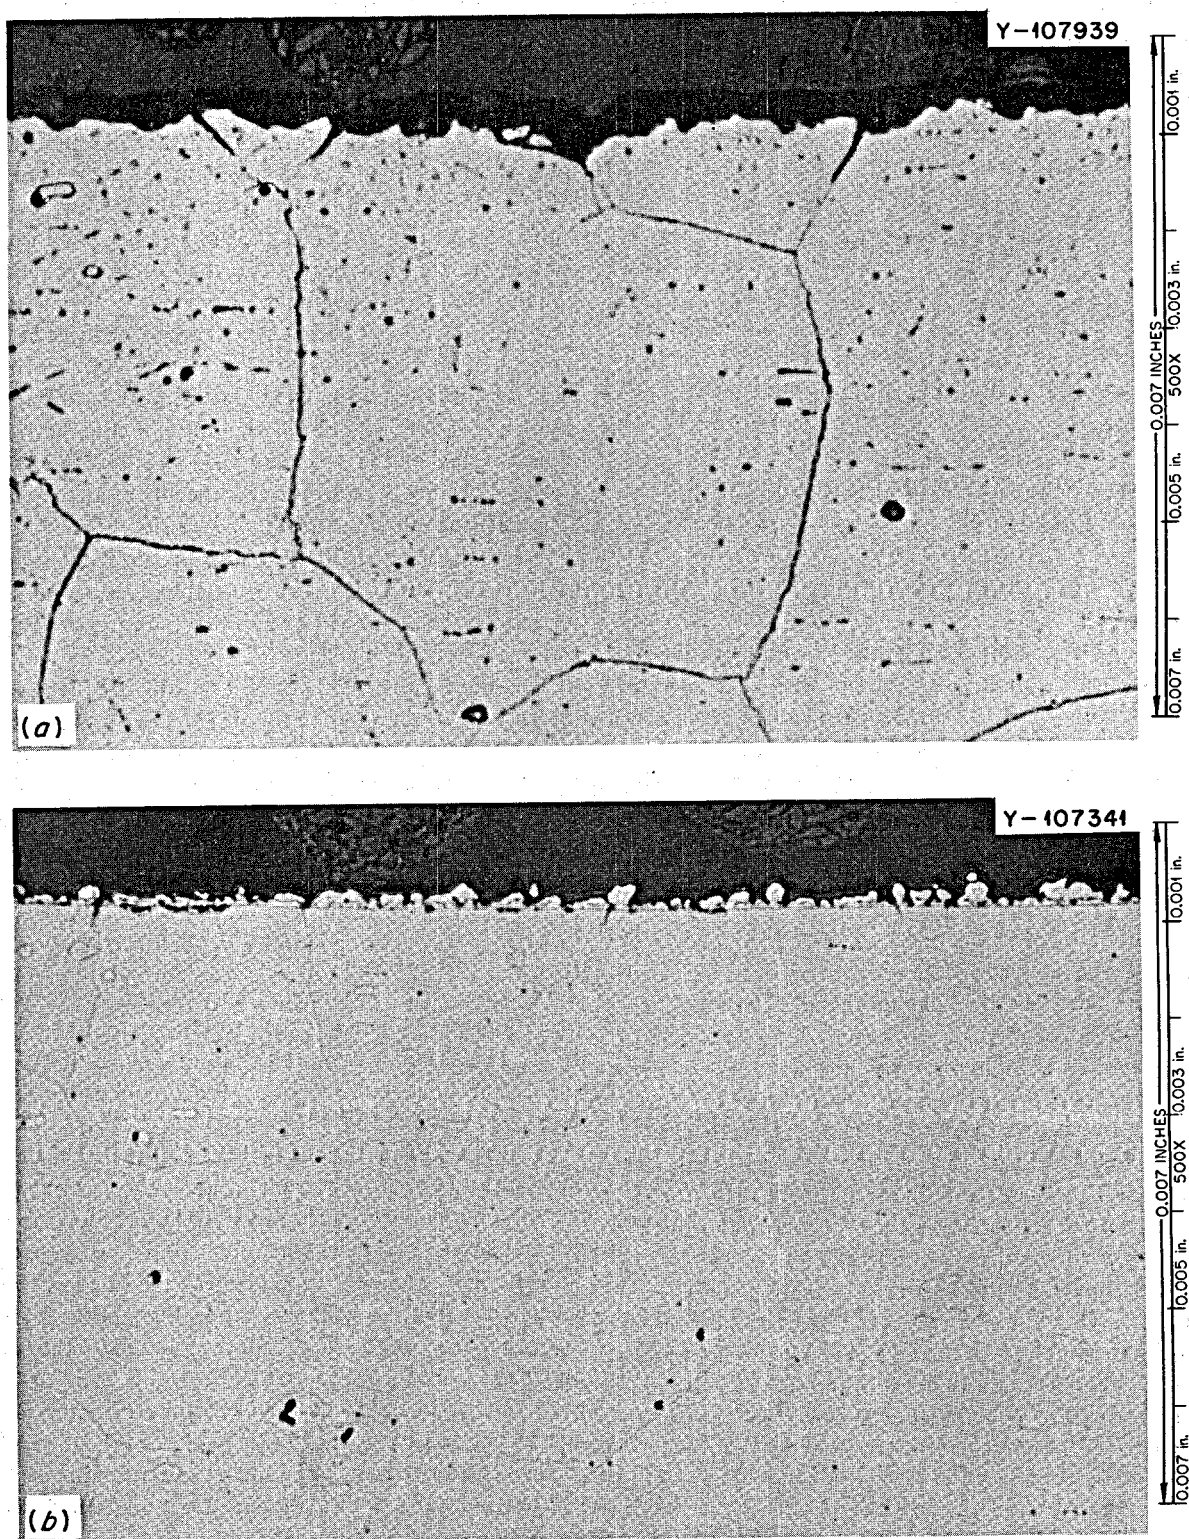 Y-107939
0.001 in.
0.003 in.
0.007 INCHES
500X
0.005 in.
0.007 in.
(a)
Y-107341
0.001 in.
0.003 in.
0.007 INCHES
500X
0.005 in.
0.007 in.
(b)